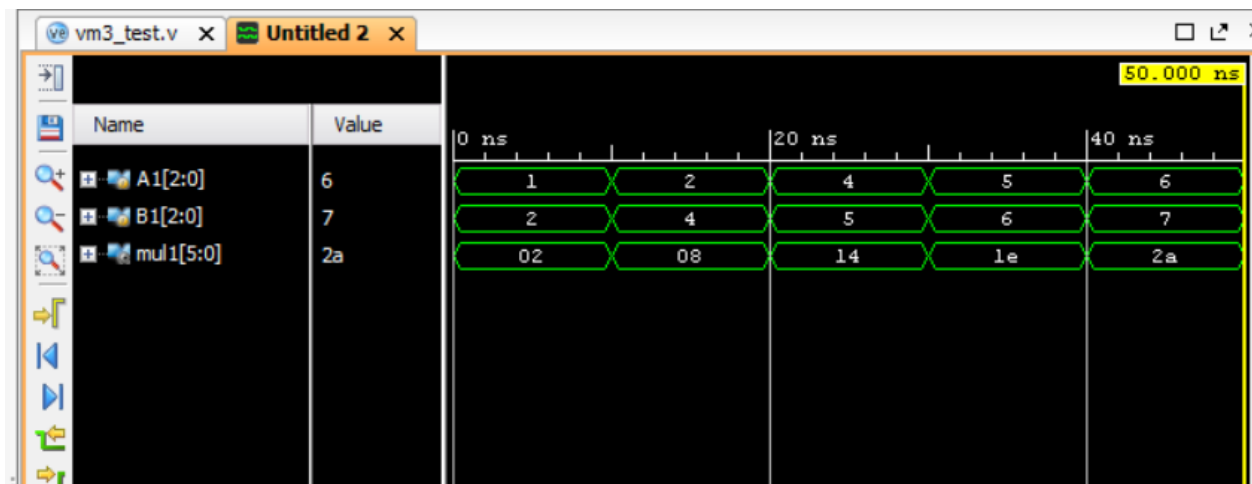 vm3_test.v X Untitled 2 X
50.000 ns
Name Value 0 ns 20 ns 40 ns
A1[2:0] 6 1 2 4 5 6
B1[2:0] 7 2 4 5 6 7
mul1[5:0] 2a 02 08 14 1e 2a